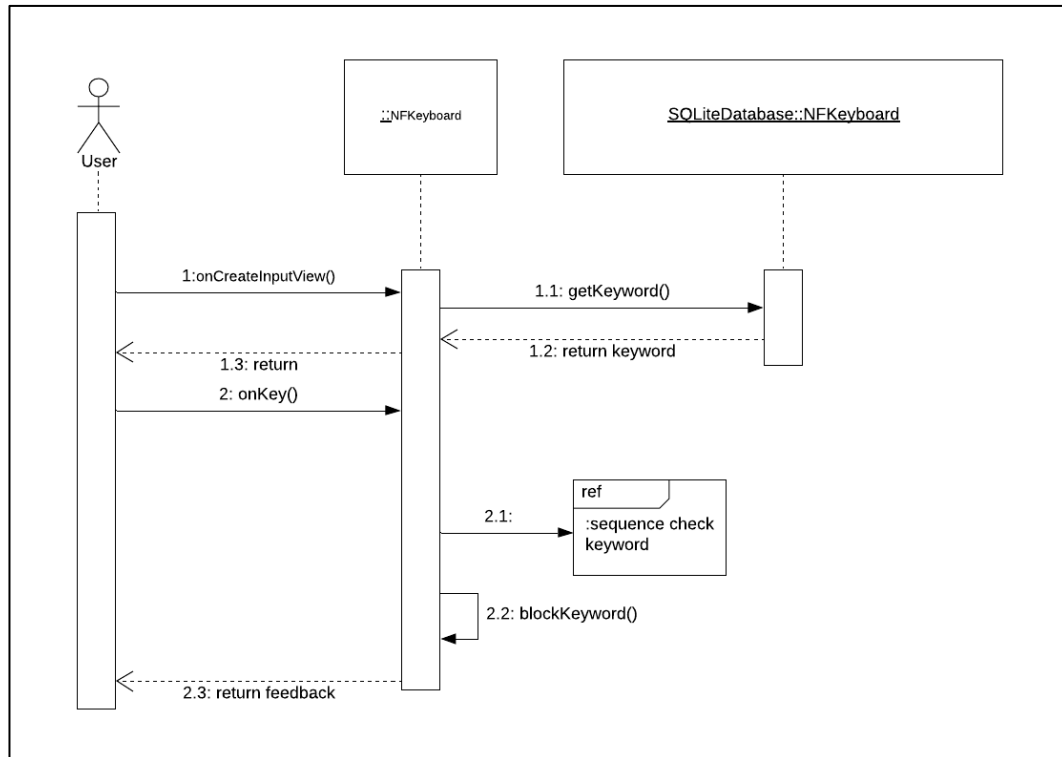 ::NFKeyboard
SQLiteDatabase::NFKeyboard
User
1:onCreateInputView()
1.1: getKeyword()
1.2: return keyword
1.3: return
2: onKey()
ref
2.1:
:sequence check
keyword
2.2: blockKeyword()
2.3: return feedback